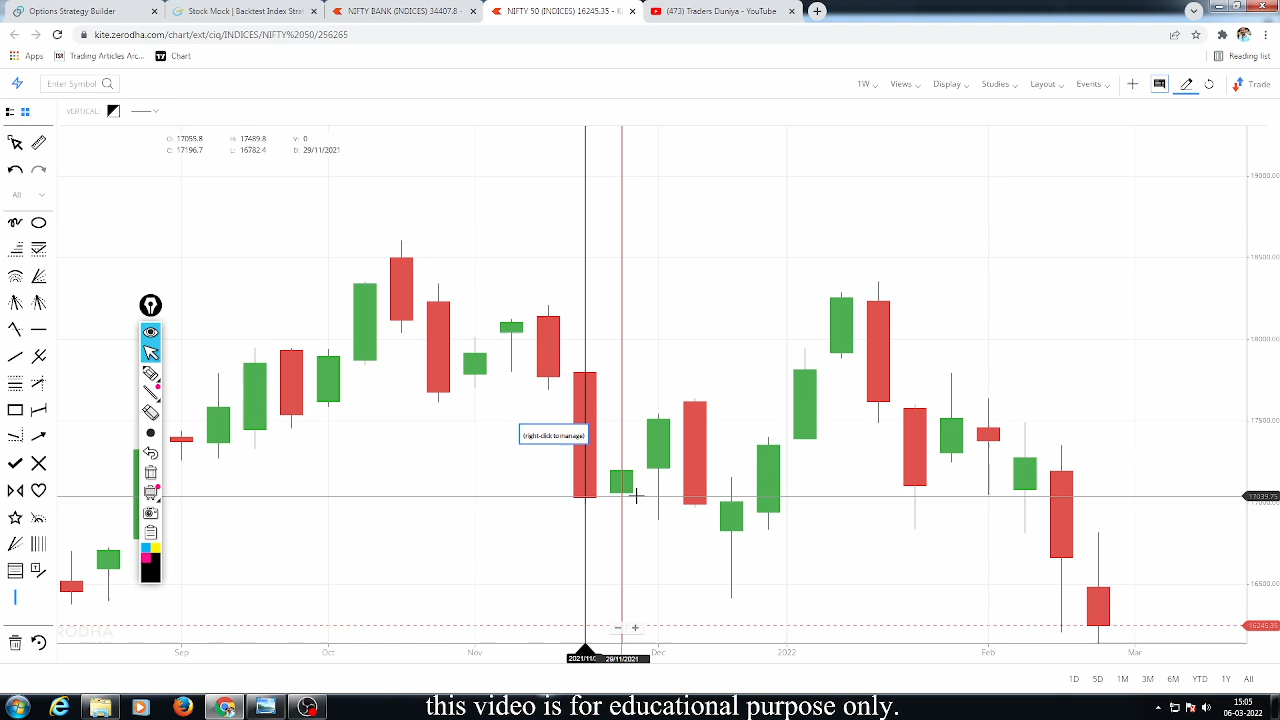 Options Strategy Builder
Stock Mock | Backtest Index Strat
NIFTY BANK (INDICES) 34407.8 -
NIFTY 50 (INDICES) 16245.35 - Ki
(473) Traders Duniya - YouTube
kite.zerodha.com/chart/ext/ciq/INDICES/NIFTY%2050/256265
Apps
Trading Articles Arc...
Chart
Reading list
Enter Symbol
1W
Views
Display
Studies
Layout
Events
Trade
VERTICAL:
O: 17055.8 H: 17489.8 V: 0
C: 17196.7 L: 16782.4 D: 29/11/2021
All
19000.00
18500.00
18000.00
17500.00
(right-click to manage)
17039.75
16500.00
16245.35
Sep
Oct
Nov
29/11/2021
Dec
2022
Feb
Mar
1D
5D
1M
3M
6M
YTD
1Y
All
this video is for educational purpose only.
15:05
06-03-2022